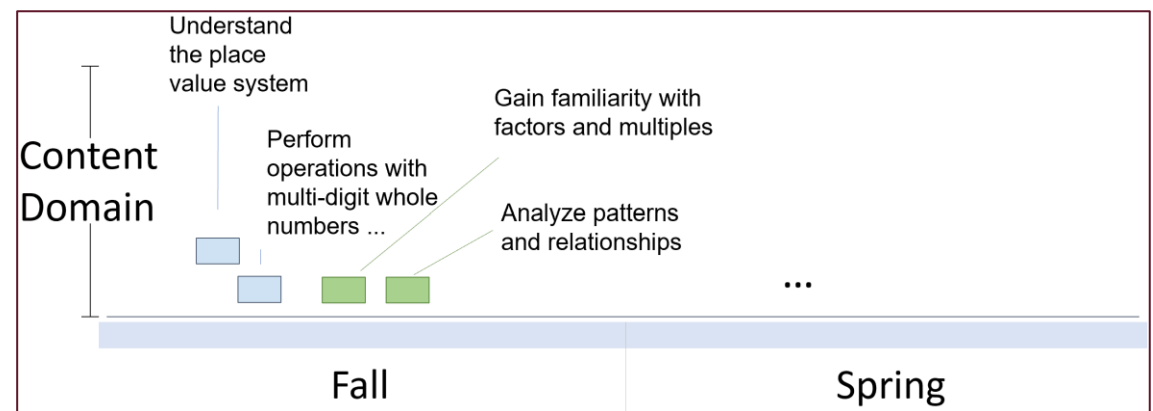 Understand
the place
value system
Gain familiarity with
factors and multiples
Perform
operations with
multi-digit whole
numbers ...
Content
Domain
Analyze patterns
and relationships
...
Fall
Spring